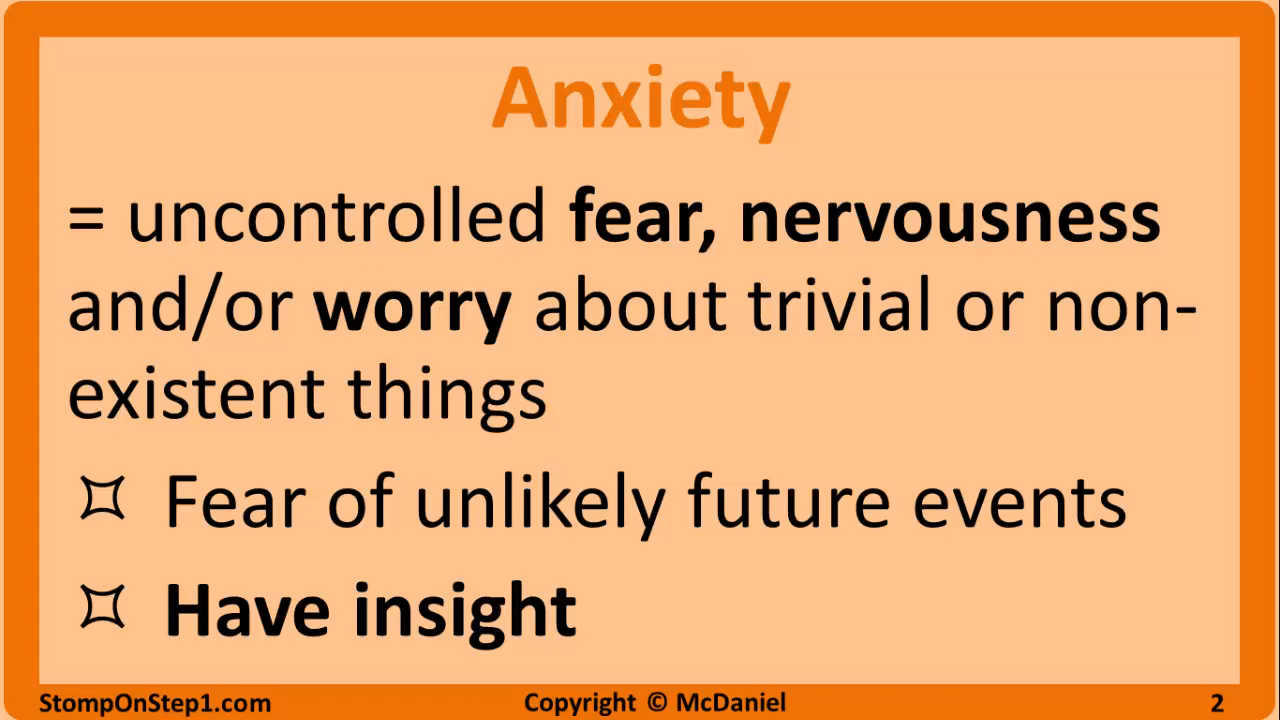 Anxiety
= uncontrolled fear, nervousness
and/or worry about trivial or non-
existent things
Fear of unlikely future events
Have insight
StompOnStep1.com
Copyright © McDaniel
2